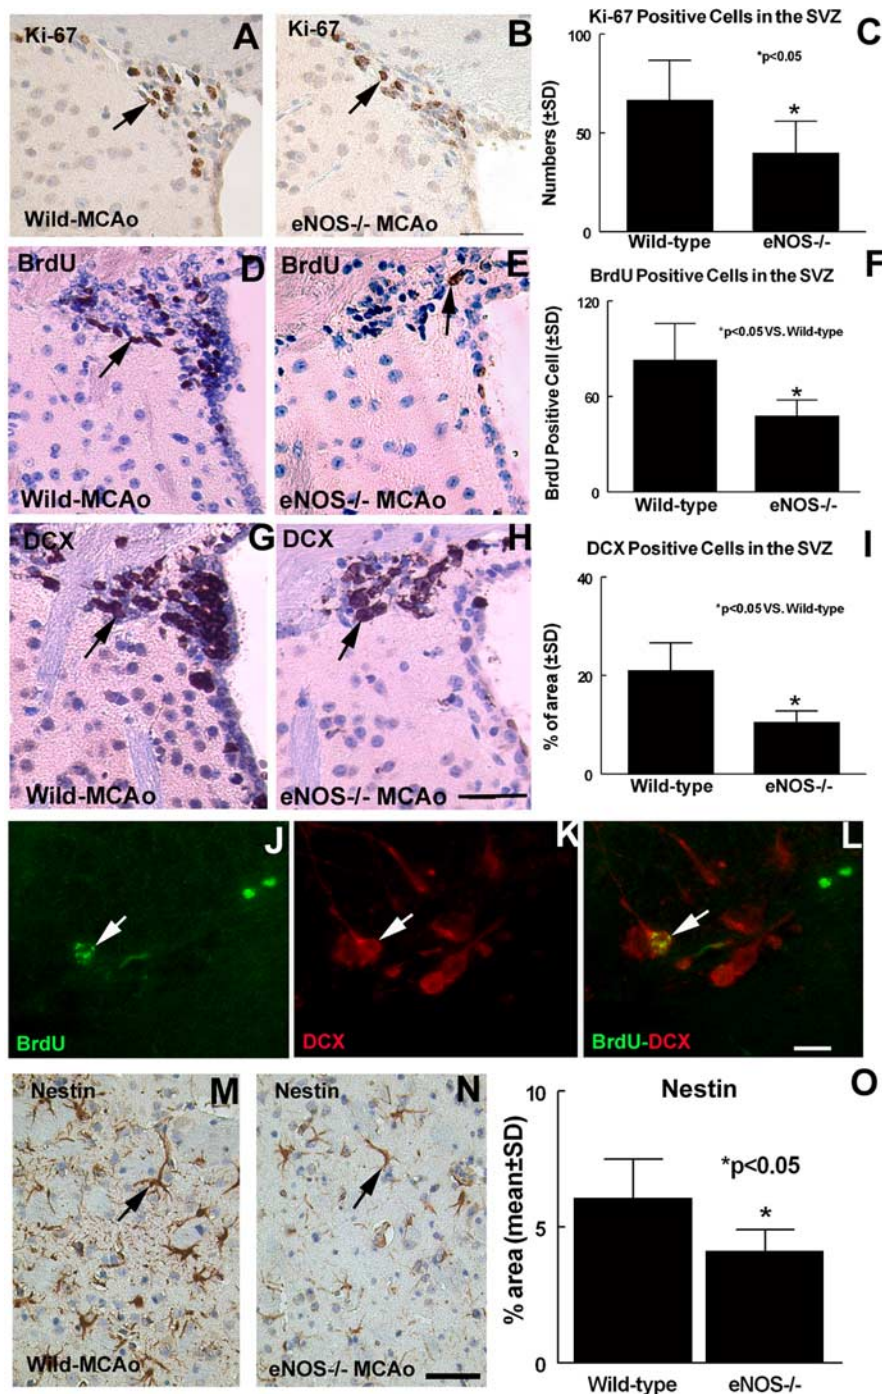 Ki-67
A
Wild-MCAo
Ki-67
B
eNOS-/- MCAo
Ki-67 Positive Cells in the SVZ
C
100
*p<0.05
*
50
0
Numbers (±SD)
Wild-type
eNOS-/-
BrdU
D
Wild-MCAo
BrdU
E
eNOS-/- MCAo
BrdU Positive Cells in the SVZ
F
120
*p<0.05 VS. Wild-type
*
60
0
BrdU Positive Cell (±SD)
Wild-type
eNOS-/-
DCX
G
Wild-MCAo
DCX
H
eNOS-/- MCAo
DCX Positive Cells in the SVZ
I
40
*p<0.05 VS. Wild-type
*
20
0
% of area (±SD)
Wild-type
eNOS-/-
J
BrdU
K
DCX
L
BrdU-DCX
Nestin
M
Wild-MCAo
Nestin
N
eNOS-/- MCAo
Nestin
O
10
*p<0.05
*
5
0
% area (mean±SD)
Wild-type
eNOS-/-